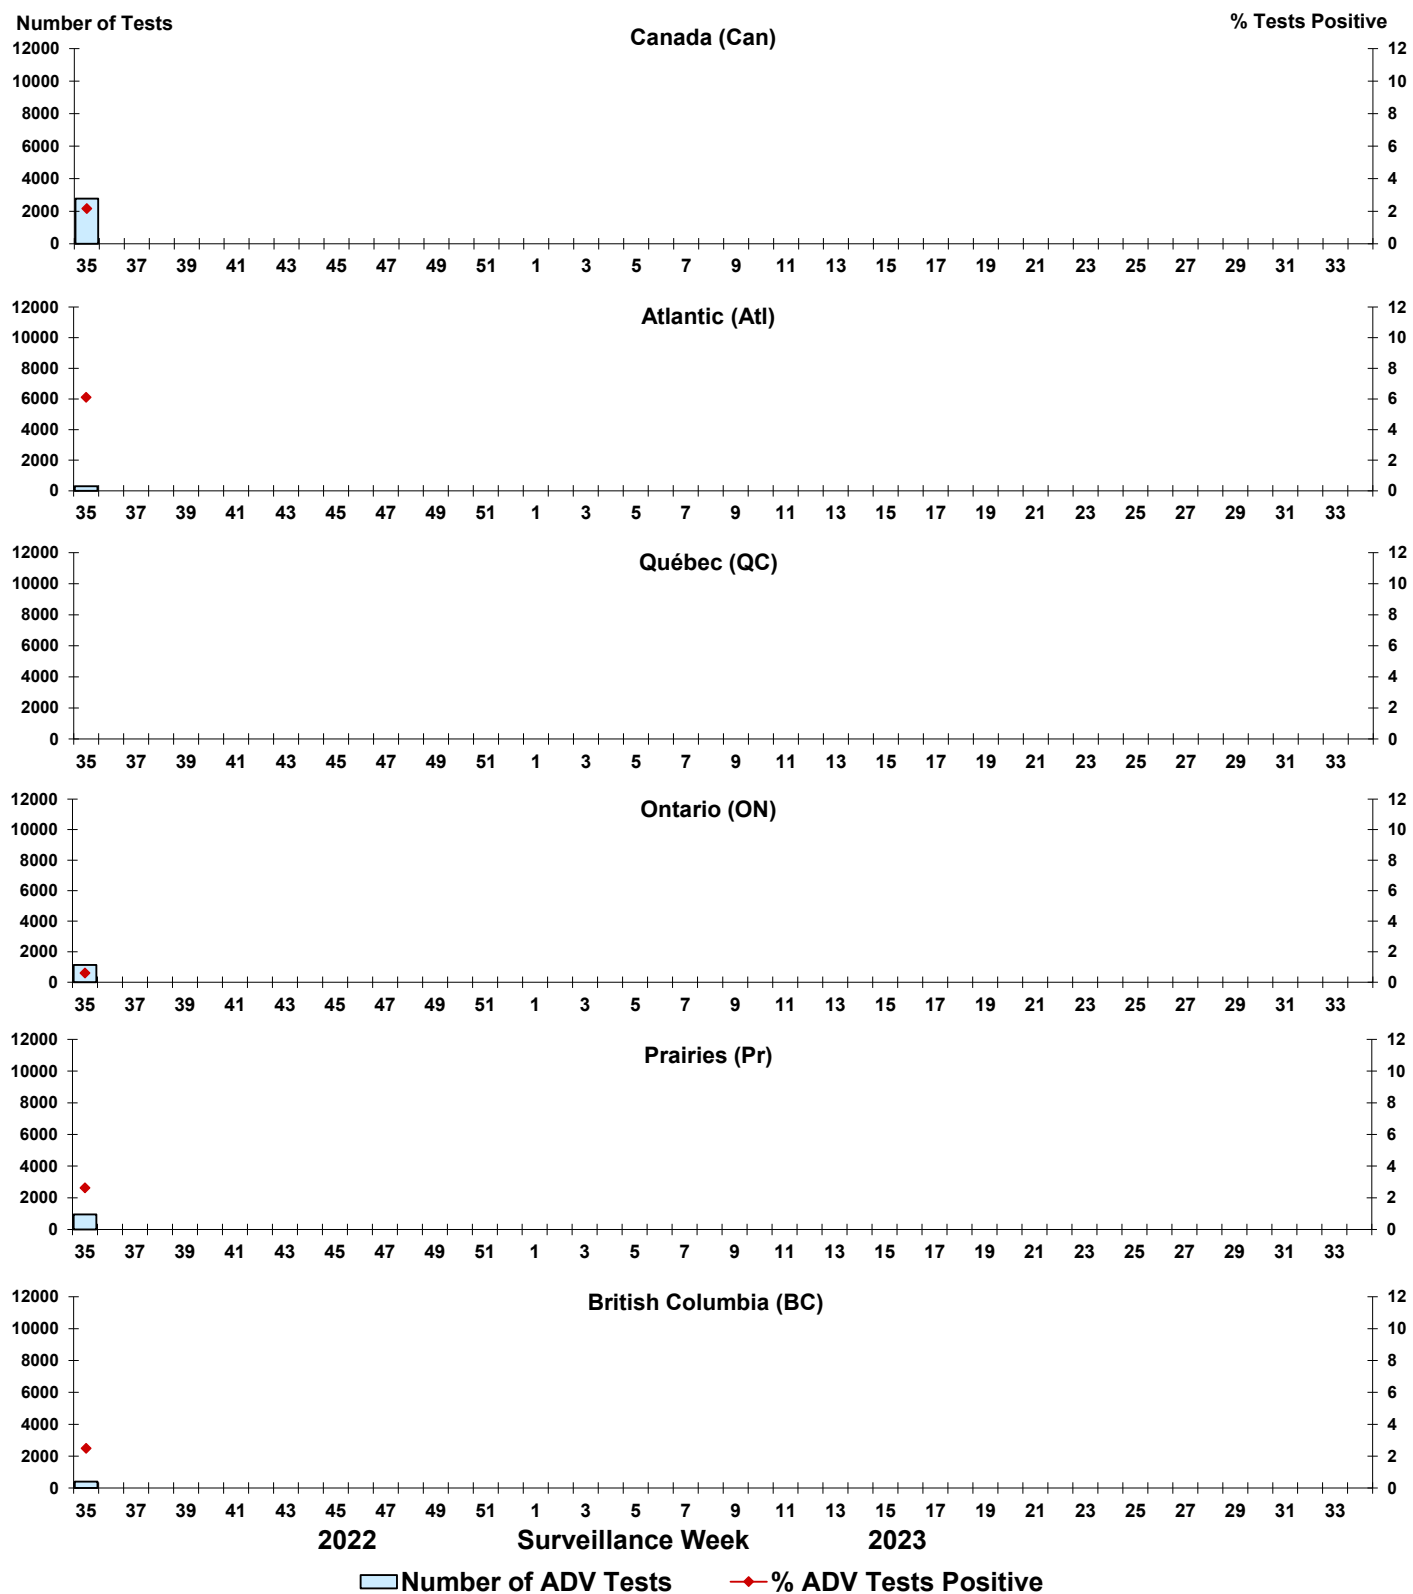 Number of Tests
% Tests Positive
Canada (Can)
12000 12
10000 10
8000 8
6000 6
4000 4
2000 2
0 0
35 37 39 41 43 45 47 49 51 1 3 5 7 9 11 13 15 17 19 21 23 25 27 29 31 33
Atlantic (Atl)
12000 12
10000 10
8000 8
6000 6
4000 4
2000 2
0 0
35 37 39 41 43 45 47 49 51 1 3 5 7 9 11 13 15 17 19 21 23 25 27 29 31 33
Québec (QC)
12000 12
10000 10
8000 8
6000 6
4000 4
2000 2
0 0
35 37 39 41 43 45 47 49 51 1 3 5 7 9 11 13 15 17 19 21 23 25 27 29 31 33
Ontario (ON)
12000 12
10000 10
8000 8
6000 6
4000 4
2000 2
0 0
35 37 39 41 43 45 47 49 51 1 3 5 7 9 11 13 15 17 19 21 23 25 27 29 31 33
Prairies (Pr)
12000 12
10000 10
8000 8
6000 6
4000 4
2000 2
0 0
35 37 39 41 43 45 47 49 51 1 3 5 7 9 11 13 15 17 19 21 23 25 27 29 31 33
British Columbia (BC)
12000 12
10000 10
8000 8
6000 6
4000 4
2000 2
0 0
35 37 39 41 43 45 47 49 51 1 3 5 7 9 11 13 15 17 19 21 23 25 27 29 31 33
2022 Surveillance Week 2023
Number of ADV Tests % ADV Tests Positive